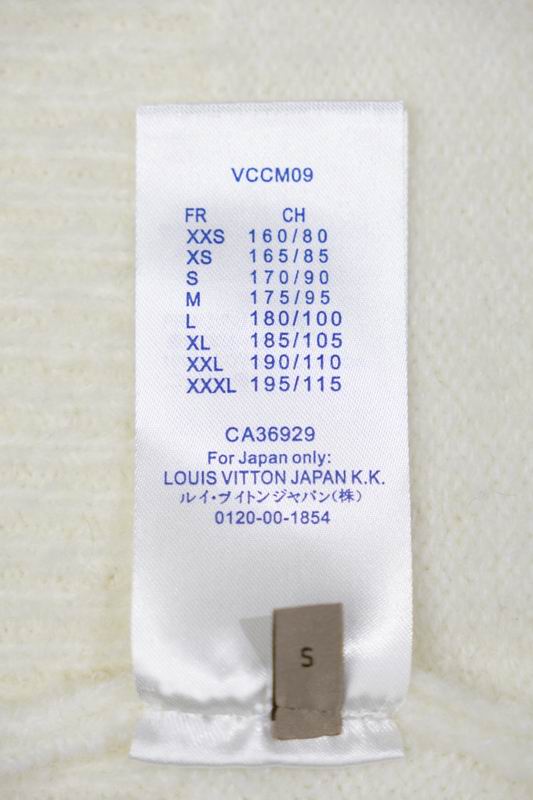 VCCM09
FR CH
XXS 160/80
XS 165/85
S 170/90
M 175/95
L 180/100
XL 185/105
XXL 190/110
XXXL 195/115
CA36929
For Japan only:
LOUIS VITTON JAPAN K.K.
ルイ・ヲイトンジャパン(株)
0120-00-1854
S